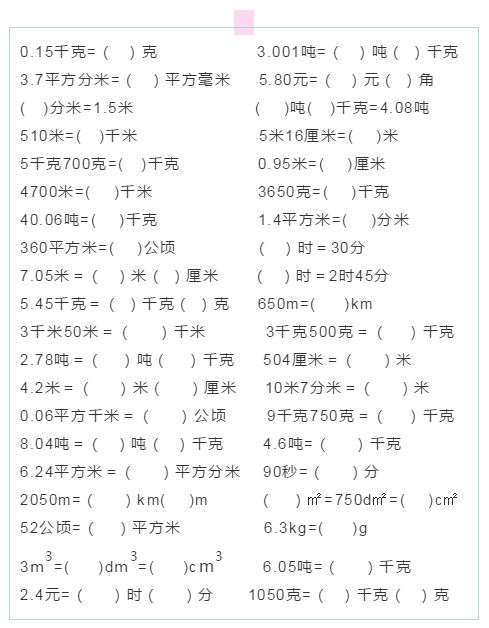 0.15千克=（ ）克 3.001吨=（ ）吨（ ）千克
3.7平方分米=（ ）平方毫米 5.80元=（ ）元（ ）角
( )分米=1.5米 ( )吨( )千克=4.08吨
510米=( )千米 5米16厘米=( )米
5千克700克=( )千克 0.95米=( )厘米
4700米=( )千米 3650克=( )千克
40.06吨=( )千克 1.4平方米=( )分米
360平方米=( )公顷 （ ）时＝30分
7.05米＝（ ）米（ ）厘米 ( ）时＝2时45分
5.45千克＝（ ）千克（ ）克 650m=( )km
3千米50米＝（ ）千米 3千克500克＝（ ）千克
2.78吨＝（ ）吨（ ）千克 504厘米＝（ ）米
4.2米＝（ ）米（ ）厘米 10米7分米＝（ ）米
0.06平方千米＝（ ）公顷 9千克750克＝（ ）千克
8.04吨＝（ ）吨（ ）千克 4.6吨=（ ）千克
6.24平方米＝（ ）平方分米 90秒=（ ）分
2050m=（ ）km( )m ( ）㎡=750d㎡=( )c㎡
52公顷=（ ）平方米 6.3kg=( )g
3m³=( )dm³=( )cm³ 6.05吨=（ ）千克
2.4元=（ ）时（ ）分 1050克=（ ）千克（ ）克